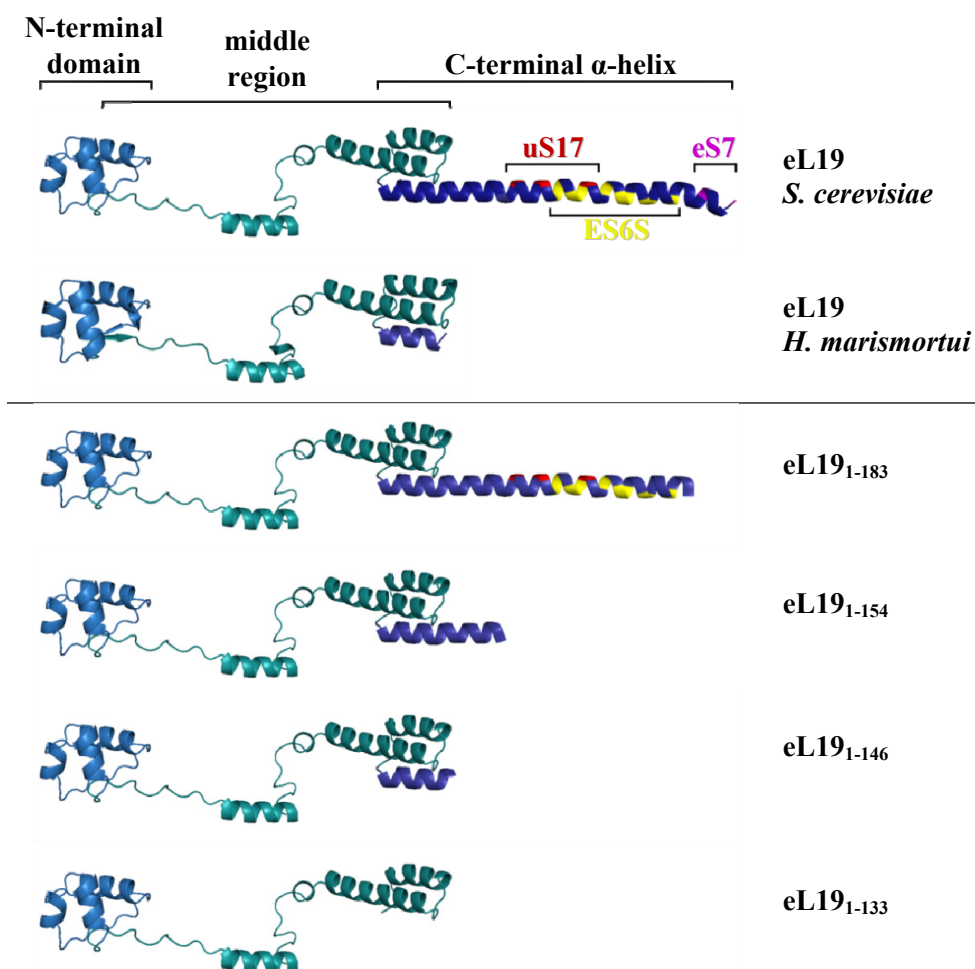 N-terminal
domain
middle
region
C-terminal α-helix
uS17
eS7
ES6S
eL19
S. cerevisiae
eL19
H. marismortui
eL19₁₋₁₈₃
eL19₁₋₁₅₄
eL19₁₋₁₄₆
eL19₁₋₁₃₃